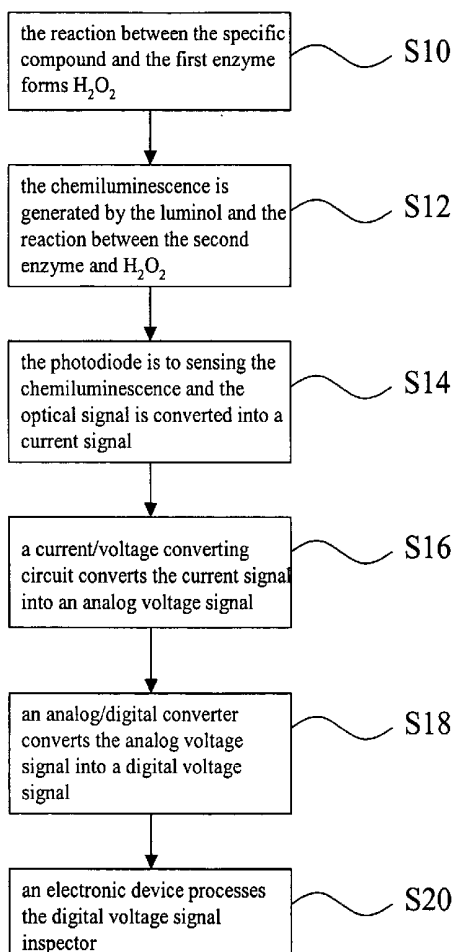 the reaction between the specific
compound and the first enzyme
forms H₂O₂
S10
the chemiluminescence is
generated by the luminol and the
reaction between the second
enzyme and H₂O₂
S12
the photodiode is to sensing the
chemiluminescence and the
optical signal is converted into a
current signal
S14
a current/voltage converting
circuit converts the current signal
into an analog voltage signal
S16
an analog/digital converter
converts the analog voltage
signal into a digital voltage
signal
S18
an electronic device processes
the digital voltage signal
inspector
S20